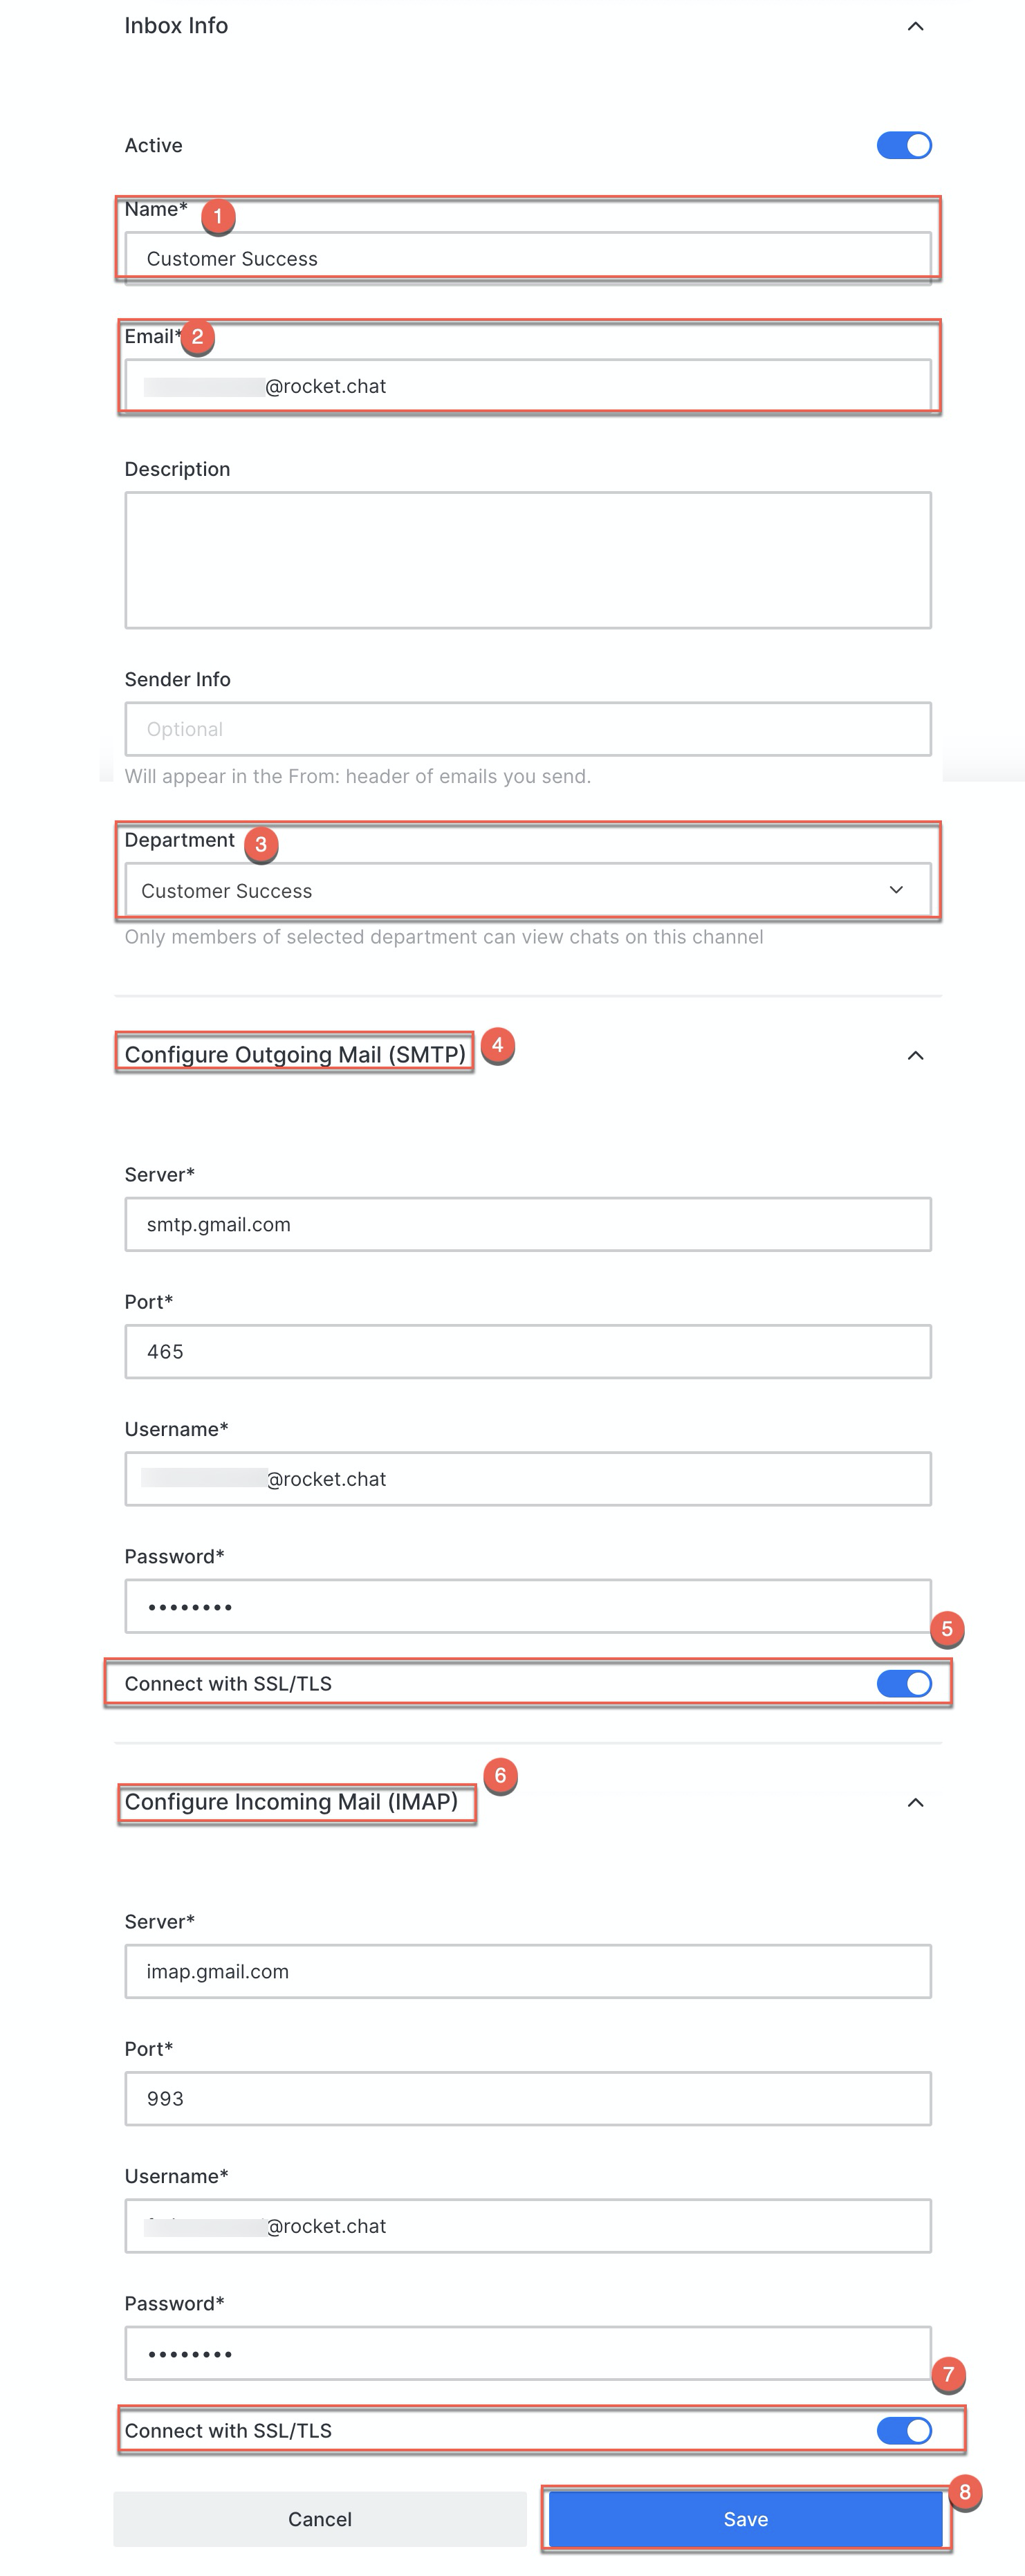 Inbox Info
Active
Name* 1
Customer Success
Email* 2
@rocket.chat
Description
Sender Info
Optional
Will appear in the From: header of emails you send.
Department 3
Customer Success
Only members of selected department can view chats on this channel
Configure Outgoing Mail (SMTP) 4
Server*
smtp.gmail.com
Port*
465
Username*
@rocket.chat
Password*
••••••••
5
Connect with SSL/TLS
6
Configure Incoming Mail (IMAP)
Server*
imap.gmail.com
Port*
993
Username*
@rocket.chat
Password*
••••••••
7
Connect with SSL/TLS
8
Cancel Save